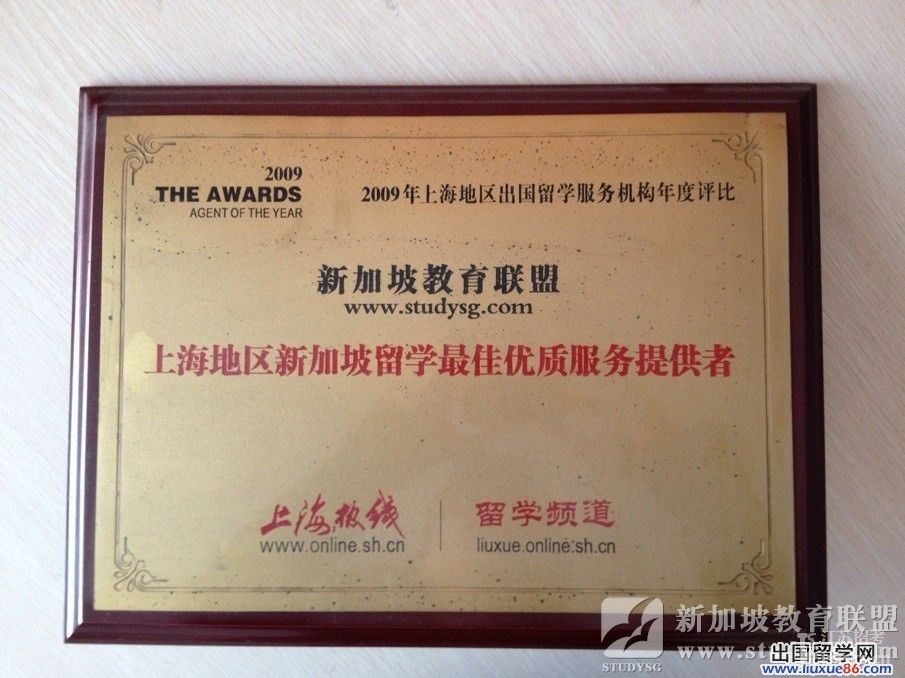 2009
THE AWARDS
AGENT OF THE YEAR
2009年上海地区出国留学服务机构年度评比
新加坡教育联盟
www.studysg.com
上海地区新加坡留学最佳优质服务提供者
上海热线
www.online.sh.cn
留学频道
liuxue.online.sh.cn
新加坡教育联盟
STUDYSG
出国留学网
www.liuxue86.com